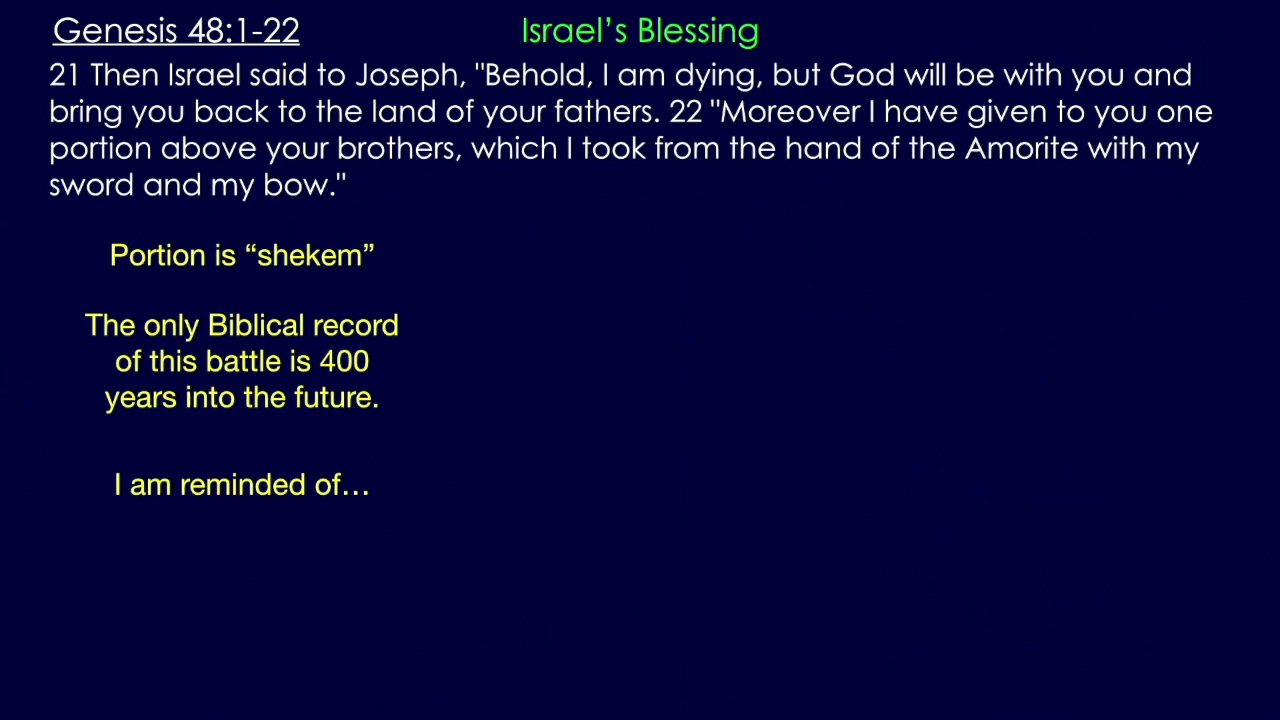 Genesis 48:1-22
Israel’s Blessing
21 Then Israel said to Joseph, "Behold, I am dying, but God will be with you and
bring you back to the land of your fathers. 22 "Moreover I have given to you one
portion above your brothers, which I took from the hand of the Amorite with my
sword and my bow."
Portion is “shekem”
The only Biblical record
of this battle is 400
years into the future.
I am reminded of…